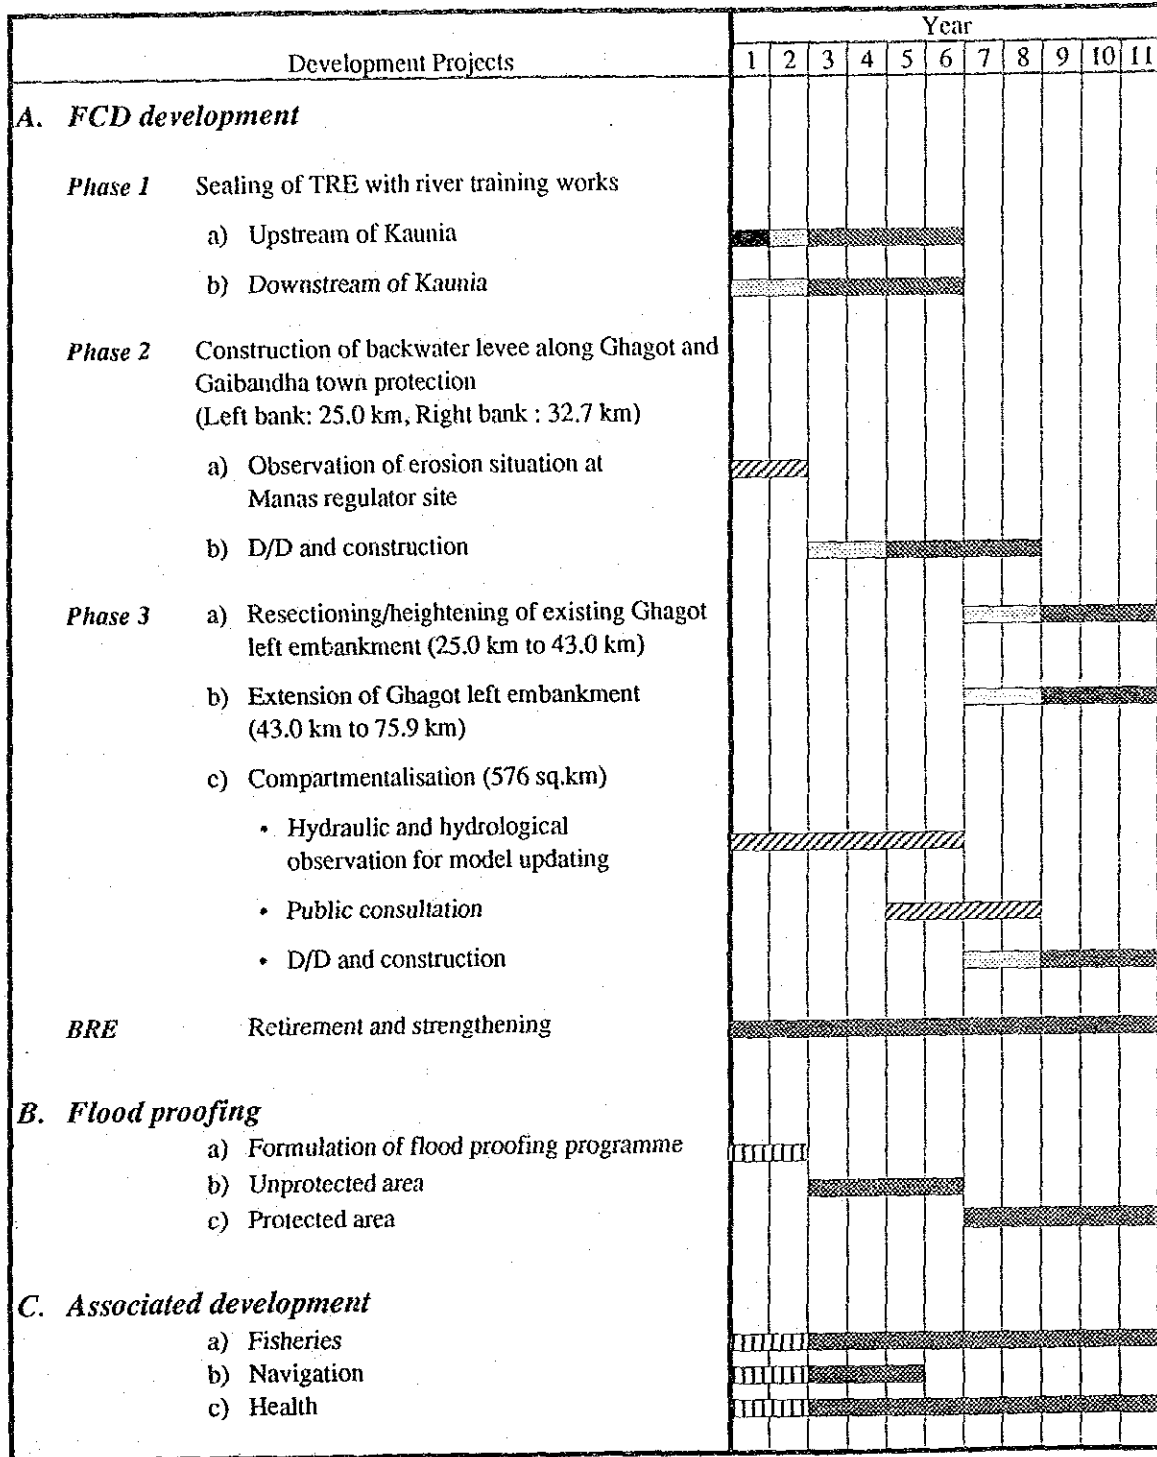 Year
Development Projects 1 2 3 4 5 6 7 8 9 10 11
A. FCD development
Phase 1 Sealing of TRE with river training works
a) Upstream of Kaunia
b) Downstream of Kaunia
Phase 2 Construction of backwater levee along Ghagot and
Gaibandha town protection
(Left bank: 25.0 km, Right bank : 32.7 km)
a) Observation of erosion situation at
Manas regulator site
b) D/D and construction
Phase 3 a) Resectioning/heightening of existing Ghagot
left embankment (25.0 km to 43.0 km)
b) Extension of Ghagot left embankment
(43.0 km to 75.9 km)
c) Compartmentalisation (576 sq.km)
• Hydraulic and hydrological
observation for model updating
• Public consultation
• D/D and construction
BRE Retirement and strengthening
B. Flood proofing
a) Formulation of flood proofing programme
b) Unprotected area
c) Protected area
C. Associated development
a) Fisheries
b) Navigation
c) Health